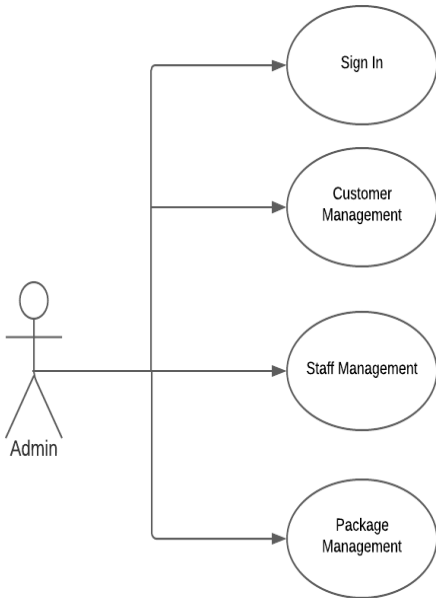 Sign In
Customer
Management
Staff Management
Admin
Package
Management